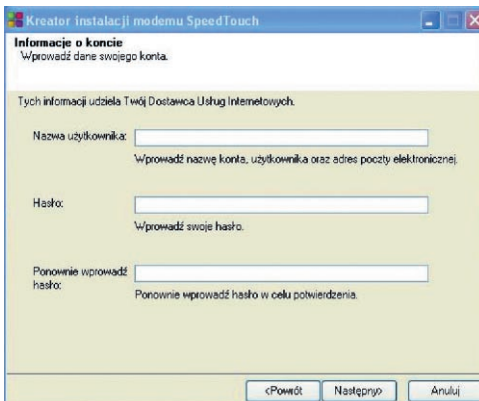 Kreator instalacji modemu SpeedTouch
Informacje o koncie
Wprowadź dane swojego konta.
Tych informacji udziela Twój Dostawca Usług Internetowych.
Nazwa użytkownika:
Wprowadź nazwę konta, użytkownika oraz adres poczty elektronicznej.
Hasło:
Wprowadź swoje hasło.
Ponownie wprowadź
hasło:
Ponownie wprowadź hasło w celu potwierdzenia.
<Powrót Następny> Anuluj